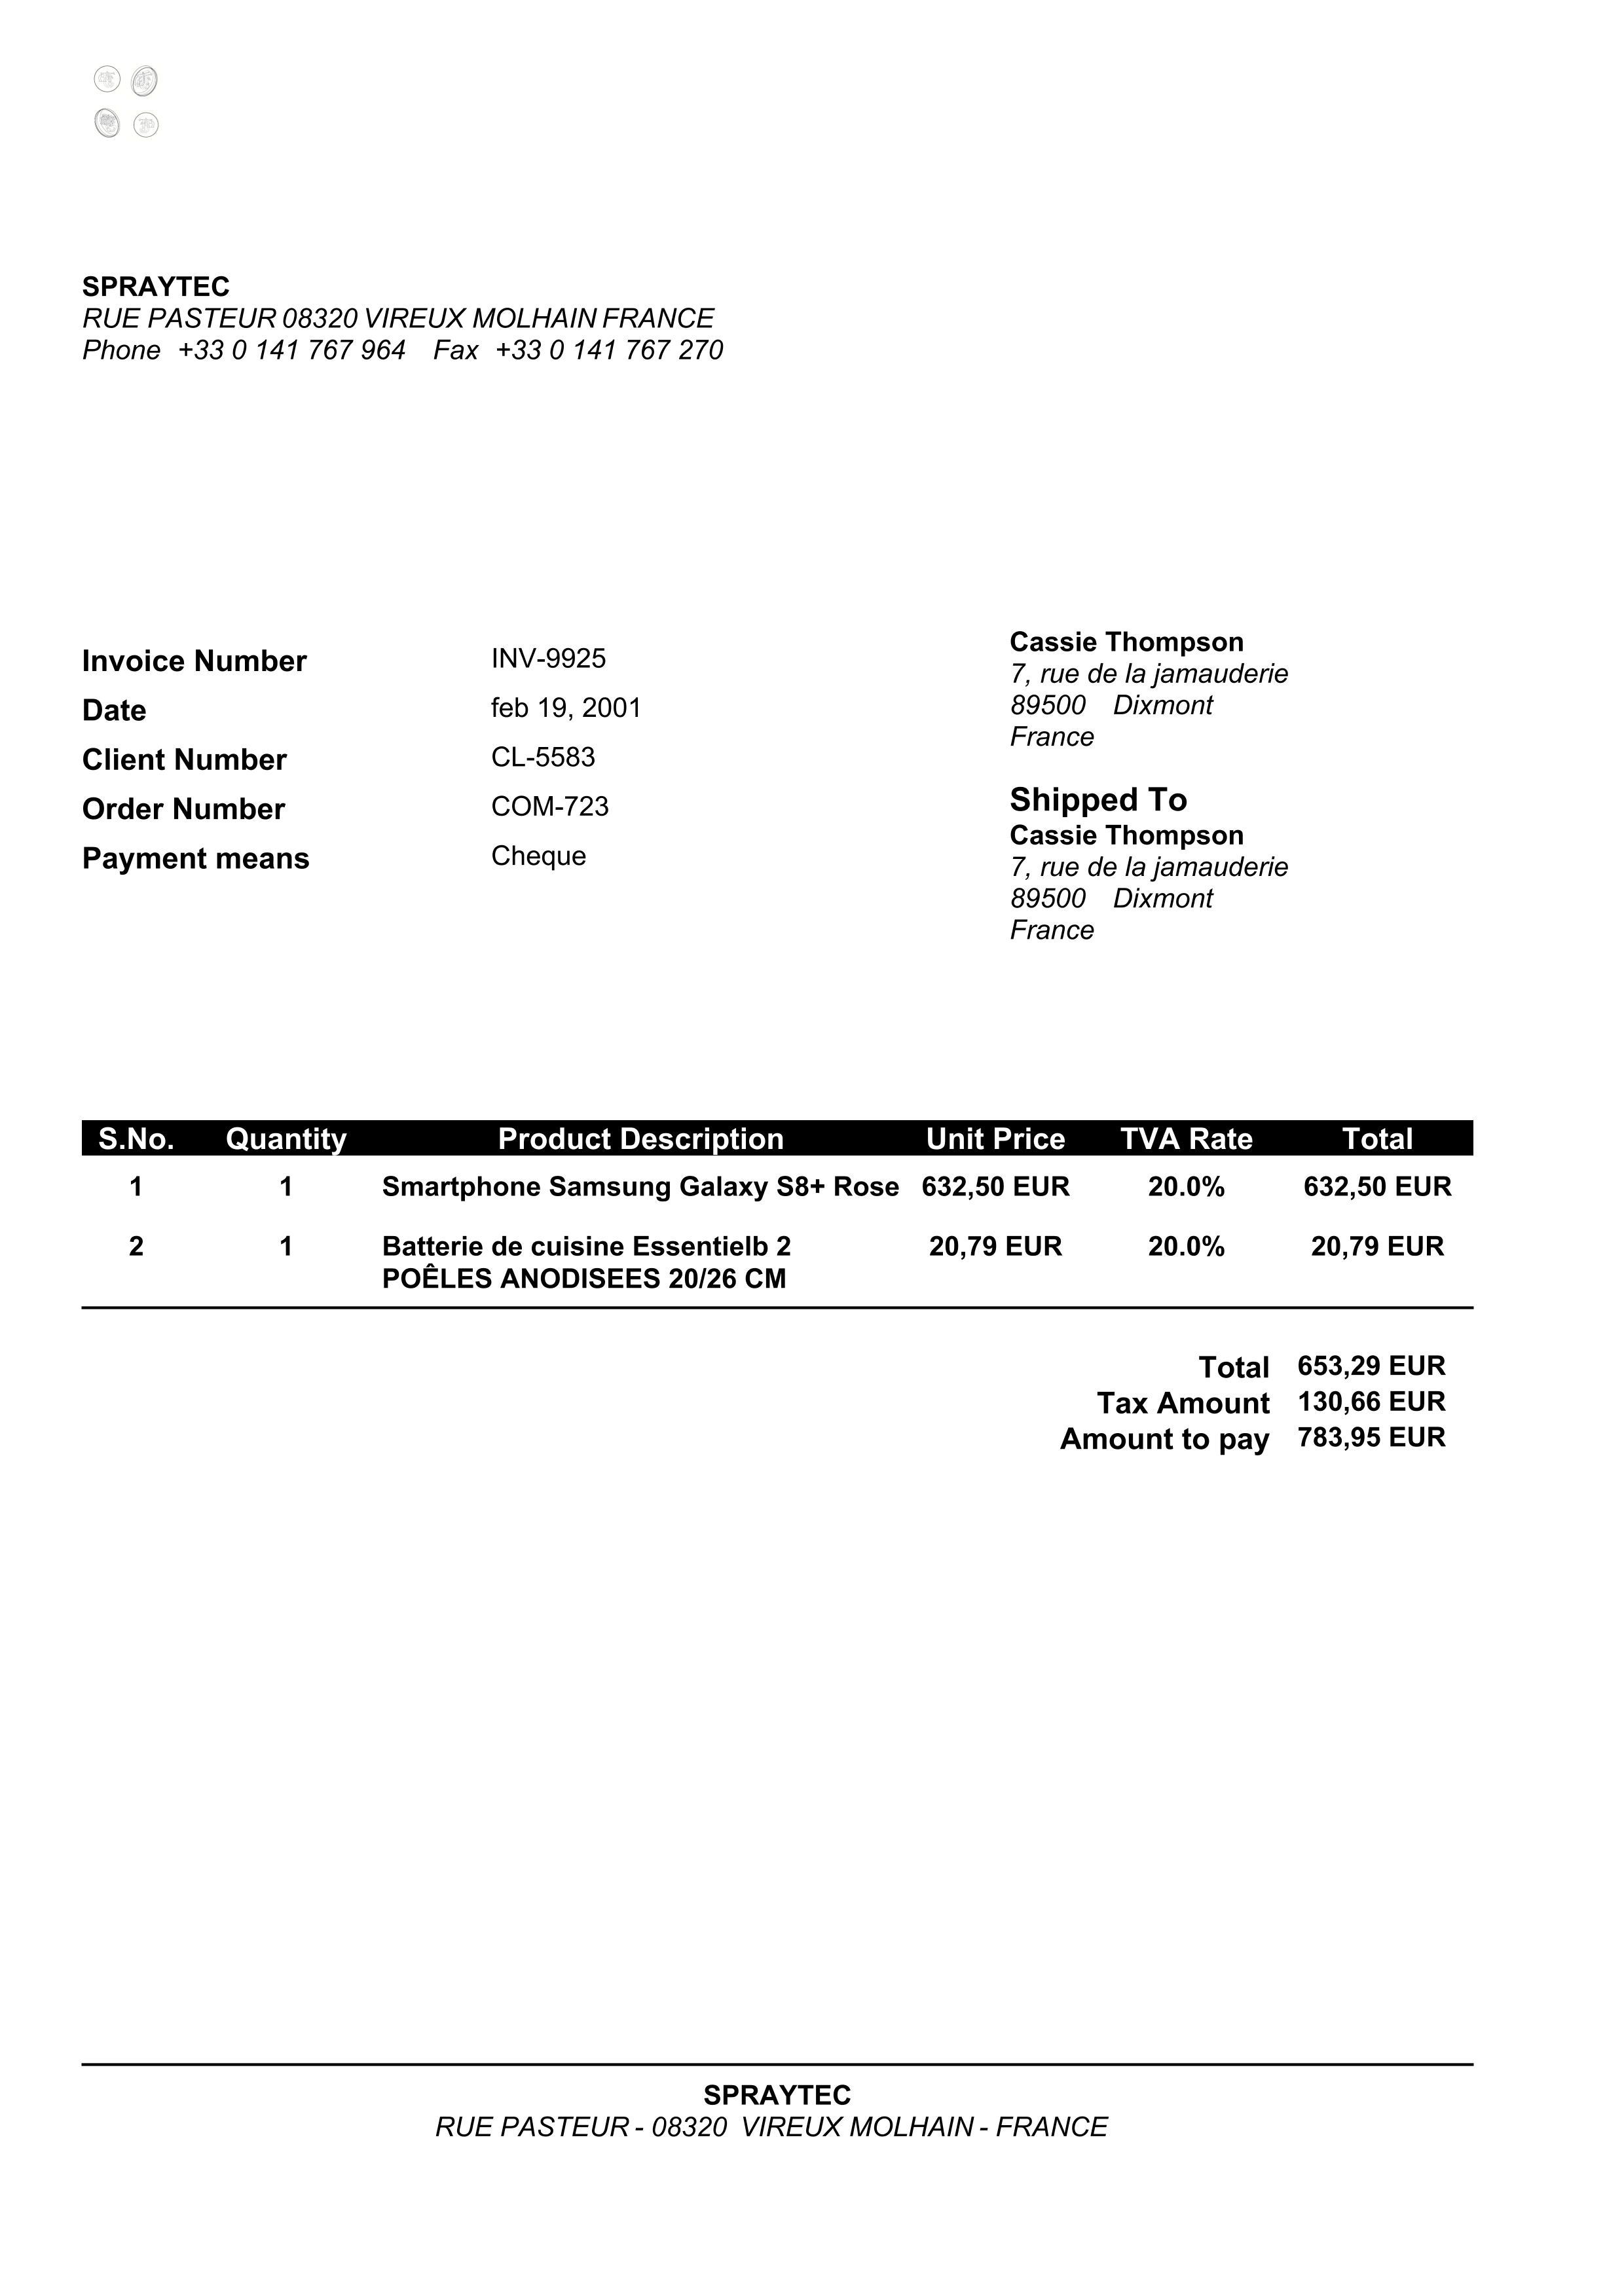 SPRAYTEC
RUE PASTEUR 08320 VIREUX MOLHAIN FRANCE
Phone +33 0 141 767 964 Fax +33 0 141 767 270
Invoice Number INV-9925
Date feb 19, 2001
Client Number CL-5583
Order Number COM-723
Payment means Cheque
Cassie Thompson
7, rue de la jamauderie
89500 Dixmont
France
Shipped To
Cassie Thompson
7, rue de la jamauderie
89500 Dixmont
France
S.No. Quantity Product Description Unit Price TVA Rate Total
1 1 Smartphone Samsung Galaxy S8+ Rose 632,50 EUR 20.0% 632,50 EUR
2 1 Batterie de cuisine Essentielb 2 20,79 EUR 20.0% 20,79 EUR
POÊLES ANODISEES 20/26 CM
Total 653,29 EUR
Tax Amount 130,66 EUR
Amount to pay 783,95 EUR
SPRAYTEC
RUE PASTEUR - 08320 VIREUX MOLHAIN - FRANCE